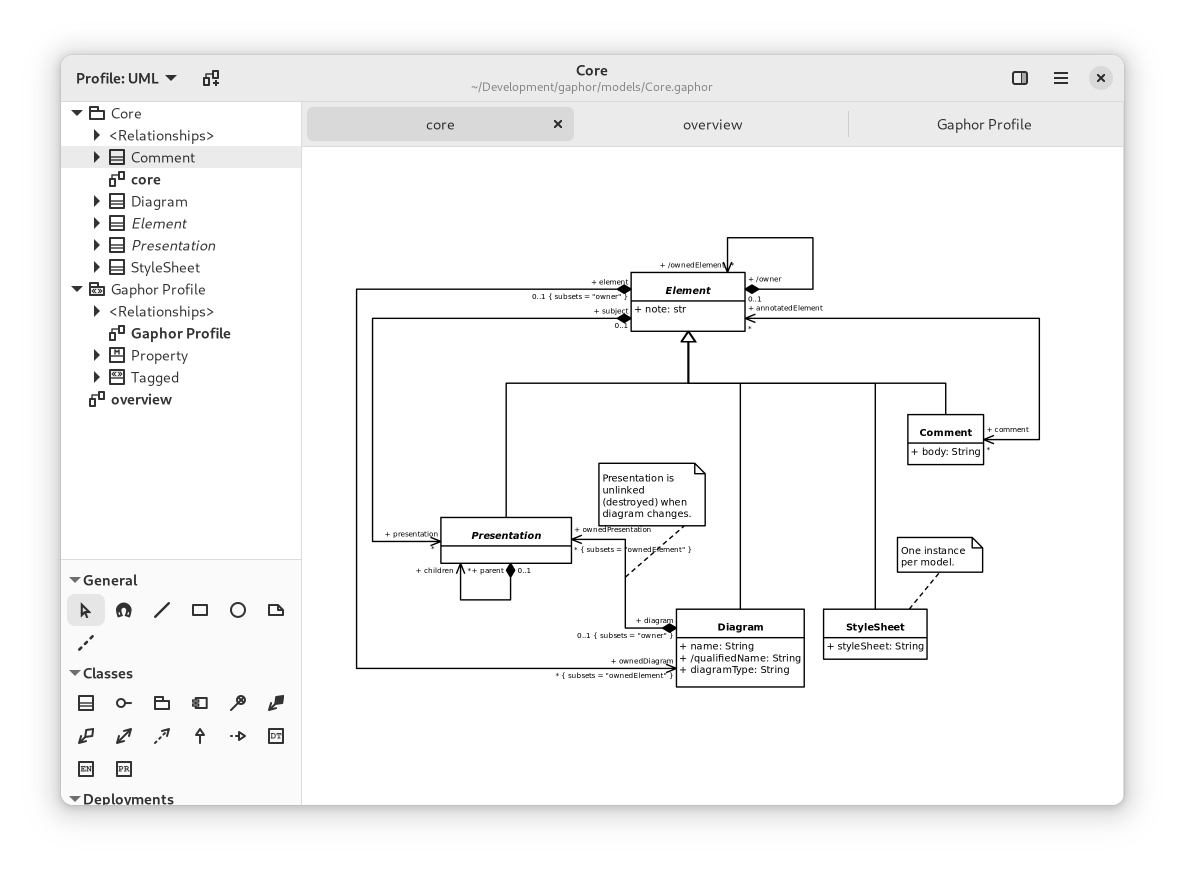 Profile: UML
Core
~/Development/gaphor/models/Core.gaphor
Core
<Relationships>
Comment
core
Diagram
Element
Presentation
StyleSheet
Gaphor Profile
<Relationships>
Gaphor Profile
Property
Tagged
overview
General
Classes
DT
EN
PR
Deployments
core
overview
Gaphor Profile
+ /ownedElement
*
+ element
0..1 { subsets = "owner" }
+ subject
0..1
Element
+ note: str
+ /owner
0..1
+ annotatedElement
*
Comment
+ body: String
+ comment
*
Presentation is
unlinked
(destroyed) when
diagram changes.
+ presentation
*
Presentation
+ ownedPresentation
* { subsets = "ownedElement" }
+ children
*
+ parent
0..1
One instance
per model.
+ diagram
0..1 { subsets = "owner" }
+ ownedDiagram
* { subsets = "ownedElement" }
Diagram
+ name: String
+ /qualifiedName: String
+ diagramType: String
StyleSheet
+ styleSheet: String